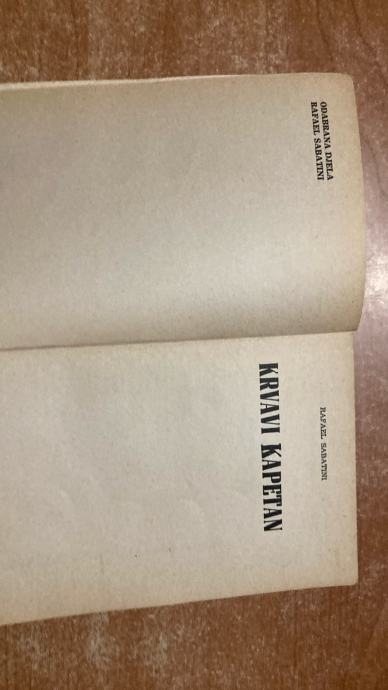 ODABRANA DJELA
RAFAEL SABATINI
RAFAEL SABATINI
KRVAVI KAPETAN